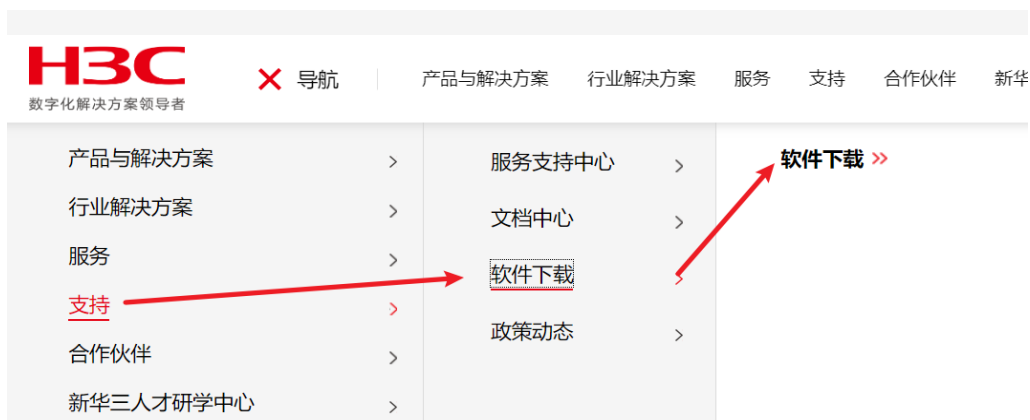 H3C
数字化解决方案领导者
导航
产品与解决方案 行业解决方案 服务 支持 合作伙伴 新华
产品与解决方案
行业解决方案
服务
支持
合作伙伴
新华三人才研学中心
服务支持中心
文档中心
软件下载
政策动态
软件下载